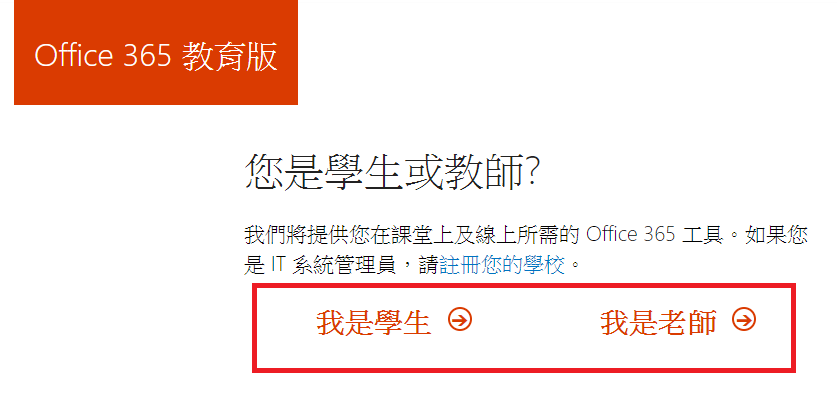 Office 365 教育版
您是學生或教師?
我們將提供您在課堂上及線上所需的 Office 365 工具。如果您
是 IT 系統管理員，請註冊您的學校。
我是學生 我是老師